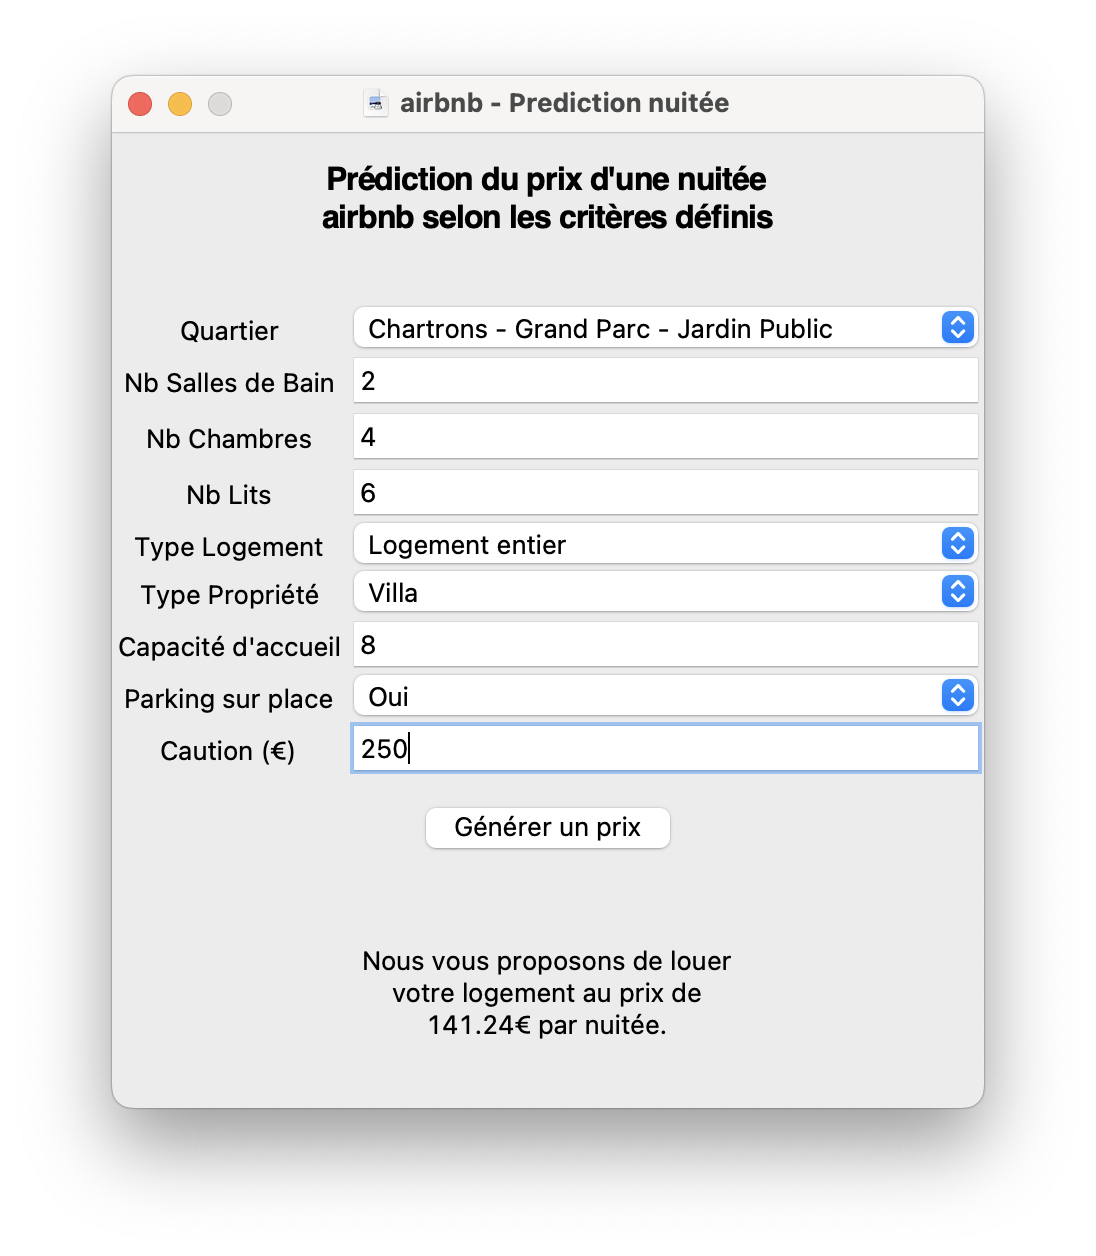 airbnb - Prediction nuitée
Prédiction du prix d'une nuitée
airbnb selon les critères définis
Quartier Chartrons - Grand Parc - Jardin Public
Nb Salles de Bain 2
Nb Chambres 4
Nb Lits 6
Type Logement Logement entier
Type Propriété Villa
Capacité d'accueil 8
Parking sur place Oui
Caution (€) 250
Générer un prix
Nous vous proposons de louer
votre logement au prix de
141.24€ par nuitée.